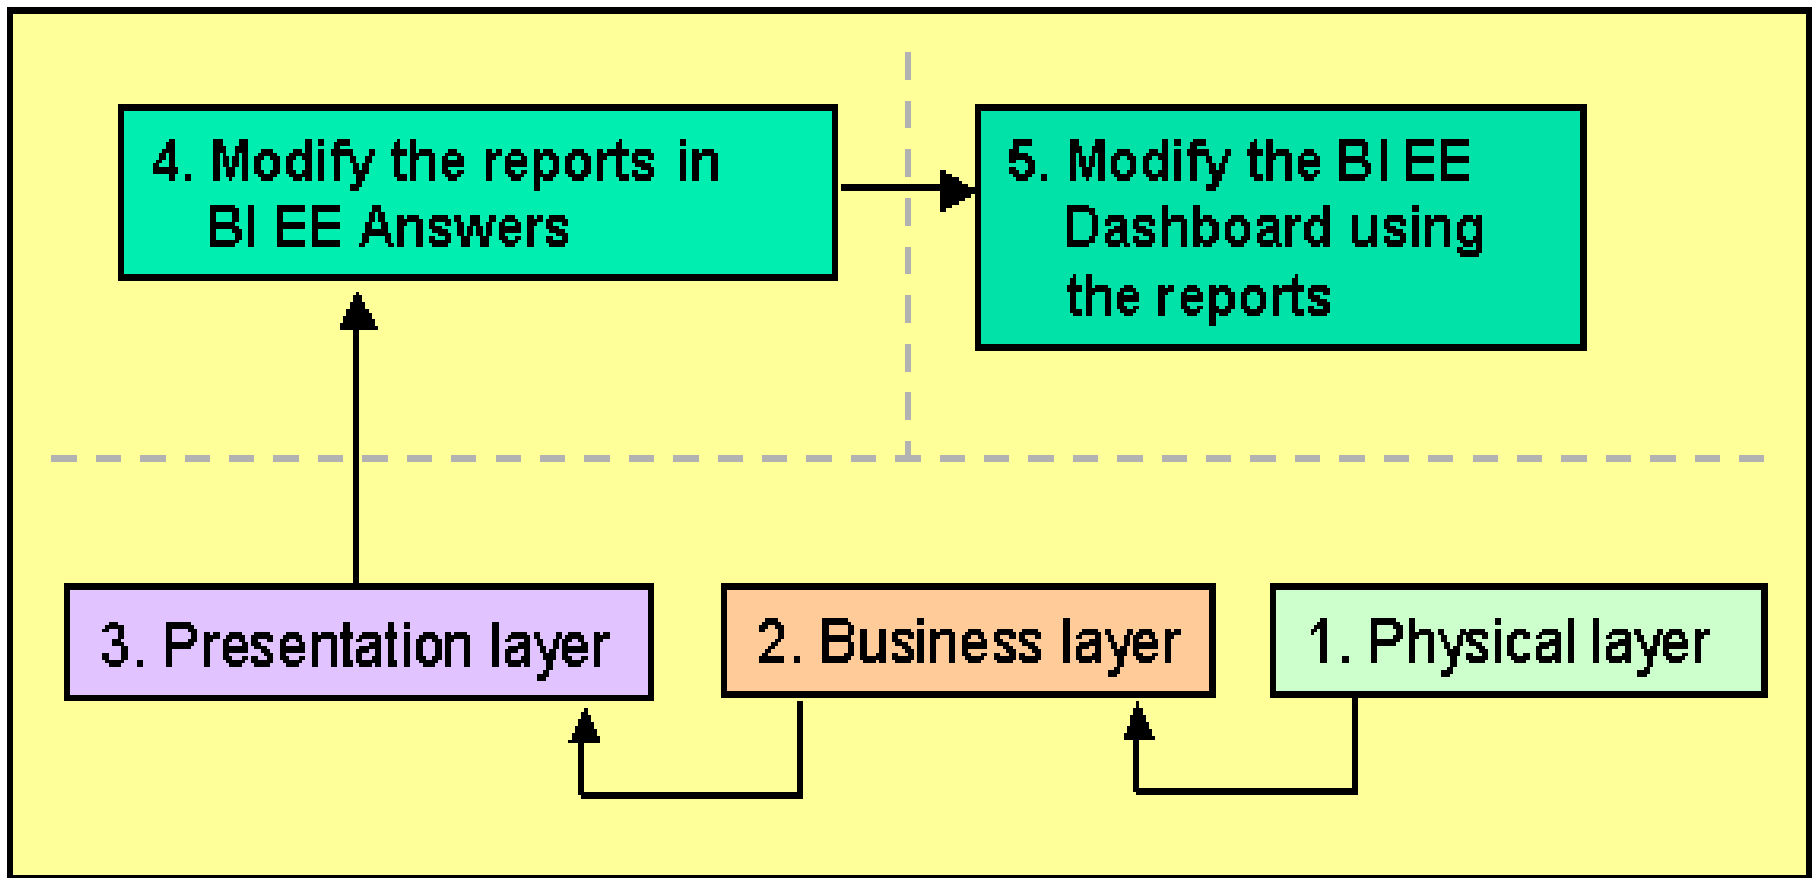 4. Modify the reports in
BI EE Answers
5. Modify the BI EE
Dashboard using
the reports
3. Presentation layer
2. Business layer
1. Physical layer